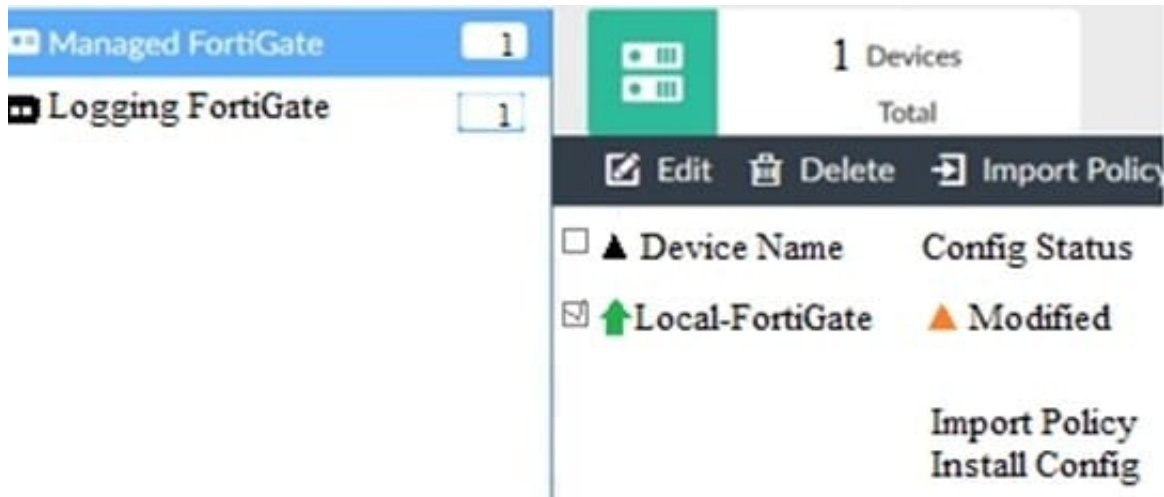 Managed FortiGate 1
Logging FortiGate 1
1 Devices
Total
Edit Delete Import Policy
Device Name Config Status
Local-FortiGate Modified
Import Policy
Install Config